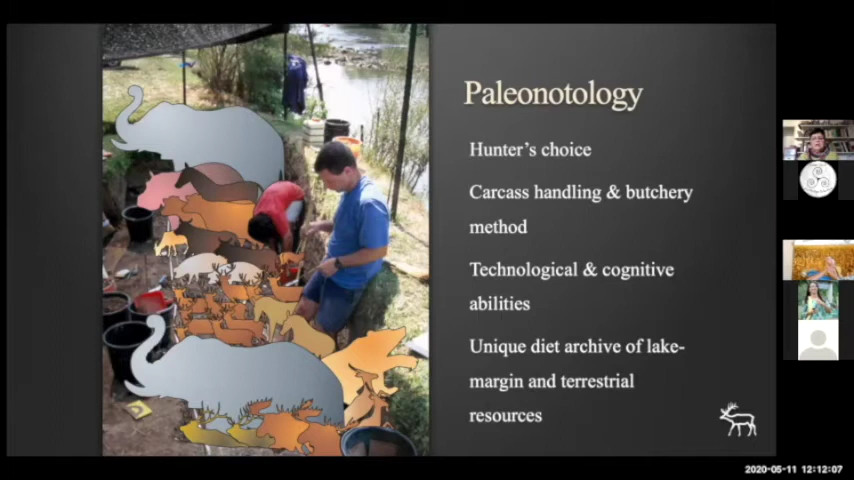 Paleonotology
Hunter's choice
Carcass handling & butchery
method
Technological & cognitive
abilities
Unique diet archive of lake-
margin and terrestrial
resources
2020-05-11 12:12:07